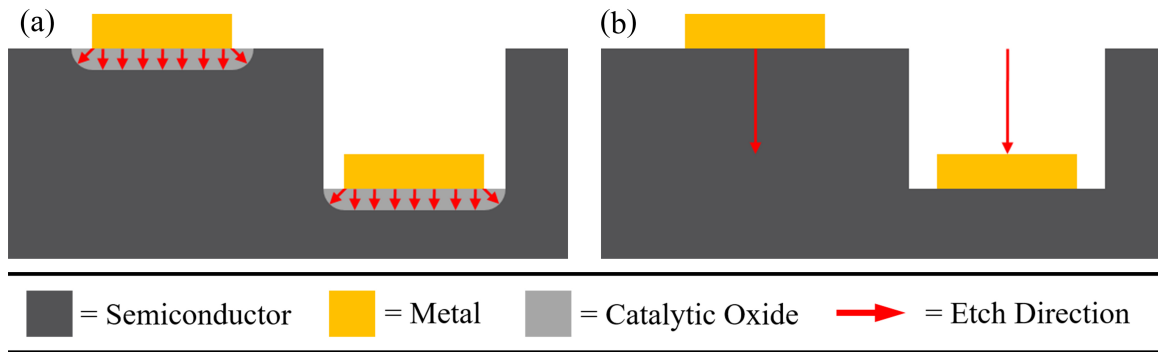 (a) (b)
= Semiconductor = Metal = Catalytic Oxide = Etch Direction